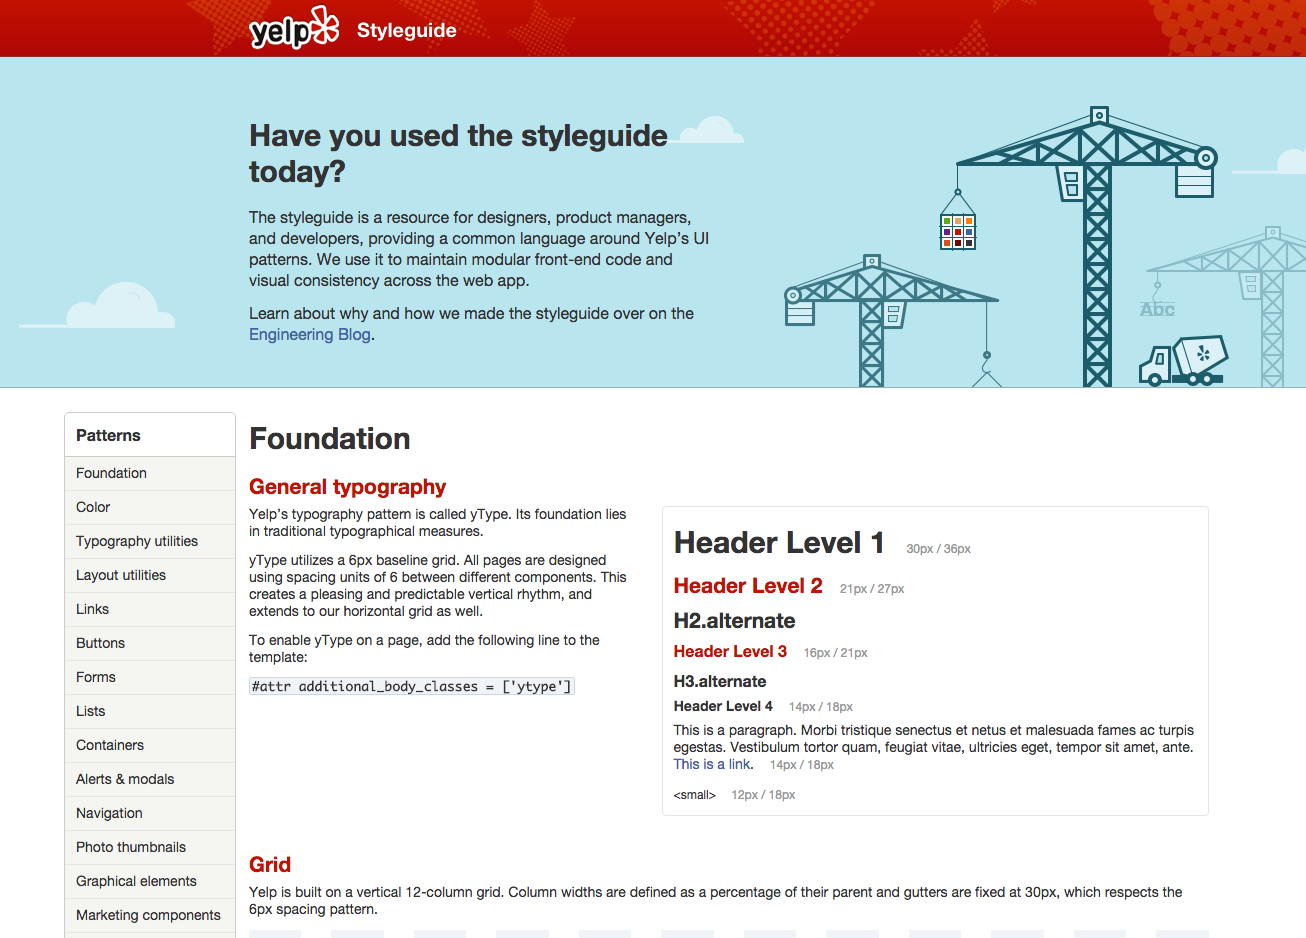 yelp Styleguide
Have you used the styleguide
today?
The styleguide is a resource for designers, product managers,
and developers, providing a common language around Yelp's UI
patterns. We use it to maintain modular front-end code and
visual consistency across the web app.
Learn about why and how we made the styleguide over on the
Engineering Blog.
Abc
Patterns
Foundation
Color
Typography utilities
Layout utilities
Links
Buttons
Forms
Lists
Containers
Alerts & modals
Navigation
Photo thumbnails
Graphical elements
Marketing components
Foundation
General typography
Yelp's typography pattern is called yType. Its foundation lies
in traditional typographical measures.
yType utilizes a 6px baseline grid. All pages are designed
using spacing units of 6 between different components. This
creates a pleasing and predictable vertical rhythm, and
extends to our horizontal grid as well.
To enable yType on a page, add the following line to the
template:
#attr additional_body_classes = ['ytype']
Header Level 1 30px / 36px
Header Level 2 21px / 27px
H2.alternate
Header Level 3 16px / 21px
H3.alternate
Header Level 4 14px / 18px
This is a paragraph. Morbi tristique senectus et netus et malesuada fames ac turpis
egestas. Vestibulum tortor quam, feugiat vitae, ultricies eget, tempor sit amet, ante.
This is a link. 14px / 18px
<small> 12px / 18px
Grid
Yelp is built on a vertical 12-column grid. Column widths are defined as a percentage of their parent and gutters are fixed at 30px, which respects the
6px spacing pattern.